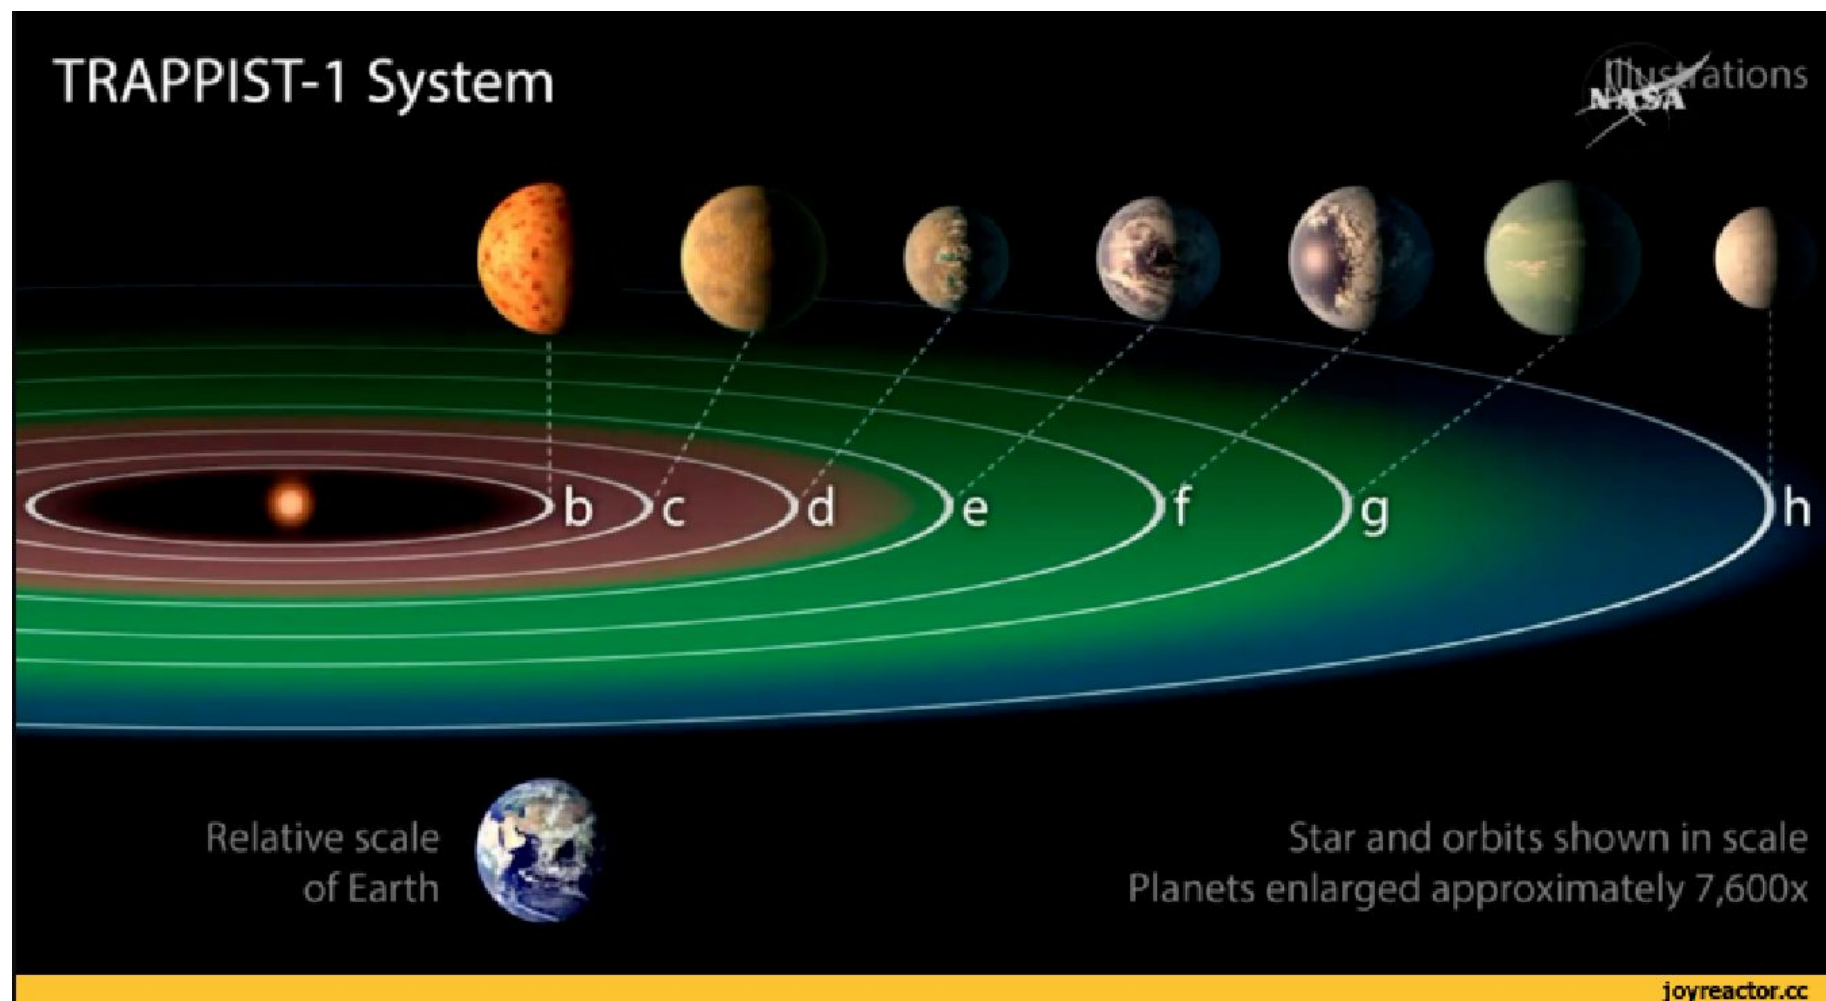 TRAPPIST-1 System
Illustrations
NASA
b
c
d
e
f
g
h
Relative scale
of Earth
Star and orbits shown in scale
Planets enlarged approximately 7,600x
joyreactor.cc